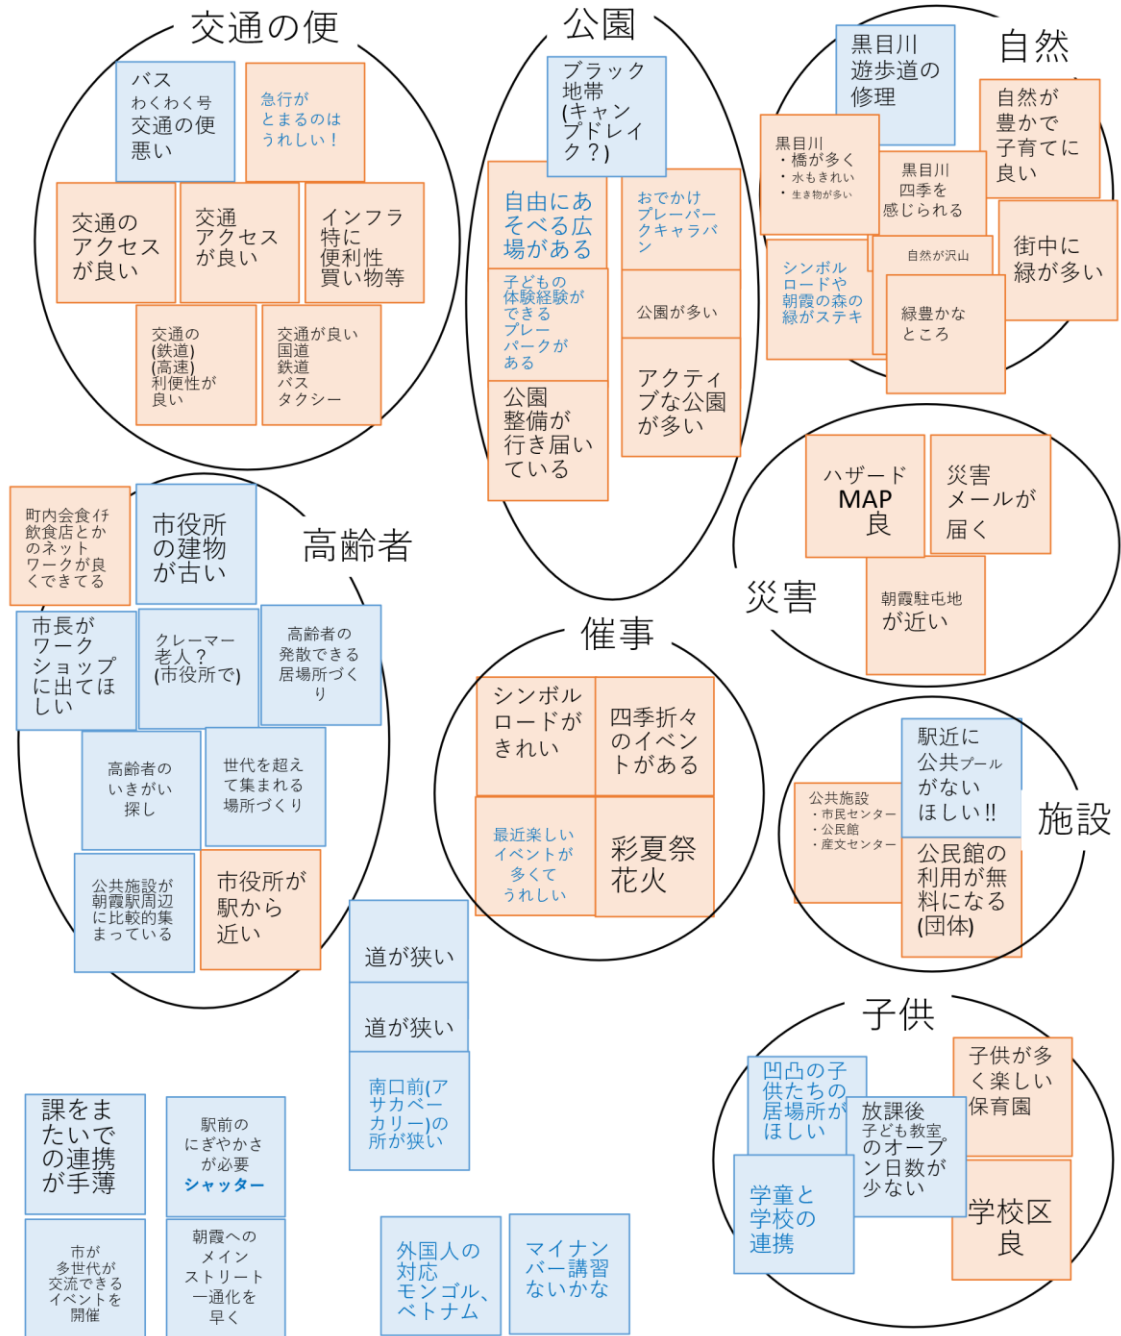 交通の便
バス
わくわく号
交通の便
悪い
急行が
とまるのは
うれしい！
交通の
アクセス
が良い
交通
アクセス
が良い
インフラ
特に
便利性
買い物等
交通の
(鉄道)
(高速)
利便性が
良い
交通が良い
国道
鉄道
バス
タクシー
公園
ブラック
地帯
(キャン
プドレイ
ク？)
自由にあ
そべる広
場がある
おでかけ
プレーパー
クキャラバ
ン
子どもの
体験経験が
できる
プレー
パークが
ある
公園が多い
公園
整備が
行き届い
ている
アクティ
ブな公園
が多い
自然
黒目川
遊歩道の
修理
自然が
豊かで
子育てに
良い
黒目川
・橋が多く
・水もきれい
・生き物が多い
黒目川
四季を
感じられる
街中に
緑が多い
シンボル
ロードや
朝霞の森の
緑がステキ
自然が沢山
緑豊かな
ところ
災害
ハザード
MAP
良
災害
メールが
届く
朝霞駐屯地
が近い
高齢者
町内会食ｲﾁ
飲食店とか
のネット
ワークが良
くできてる
市役所
の建物
が古い
市長が
ワーク
ショップ
に出てほ
しい
クレーマー
老人？
(市役所で)
高齢者の
発散できる
居場所づく
り
高齢者の
いきがい
探し
世代を超え
て集まれる
場所づくり
公共施設が
朝霞駅周辺
に比較的集
まっている
市役所が
駅から
近い
催事
シンボル
ロードが
きれい
四季折々
のイベン
トがある
最近楽しい
イベントが
多くて
うれしい
彩夏祭
花火
施設
駅近に
公共プール
がない
ほしい‼
公共施設
・市民センター
・公民館
・産文センター
公民館の
利用が無
料になる
(団体)
道が狭い
道が狭い
南口前(ア
サカベー
カリー)の
所が狭い
子供
凹凸の子
供たちの
居場所が
ほしい
放課後
子ども教室
のオープ
ン日数が
少ない
子供が多
く楽しい
保育園
学童と
学校の
連携
学校区
良
課をま
たいで
の連携
が手薄
駅前の
にぎやかさ
が必要
シャッター
市が
多世代が
交流できる
イベントを
開催
朝霞への
メイン
ストリート
一通化を
早く
外国人の
対応
モンゴル、
ベトナム
マイナン
バー講習
ないかな